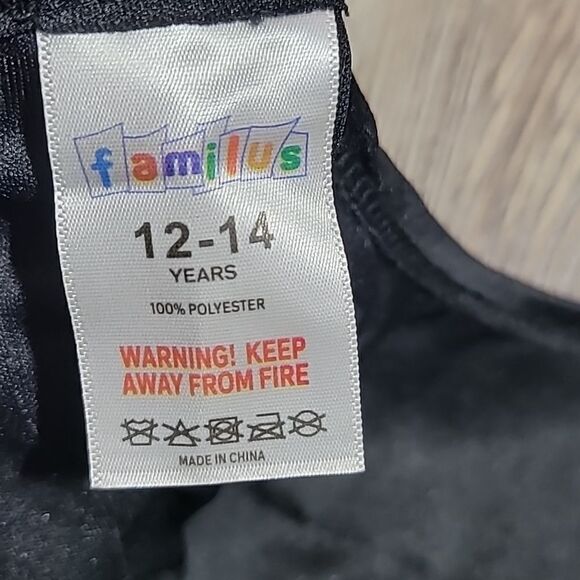 familus
12-14
YEARS
100% POLYESTER
WARNING! KEEP
AWAY FROM FIRE
MADE IN CHINA